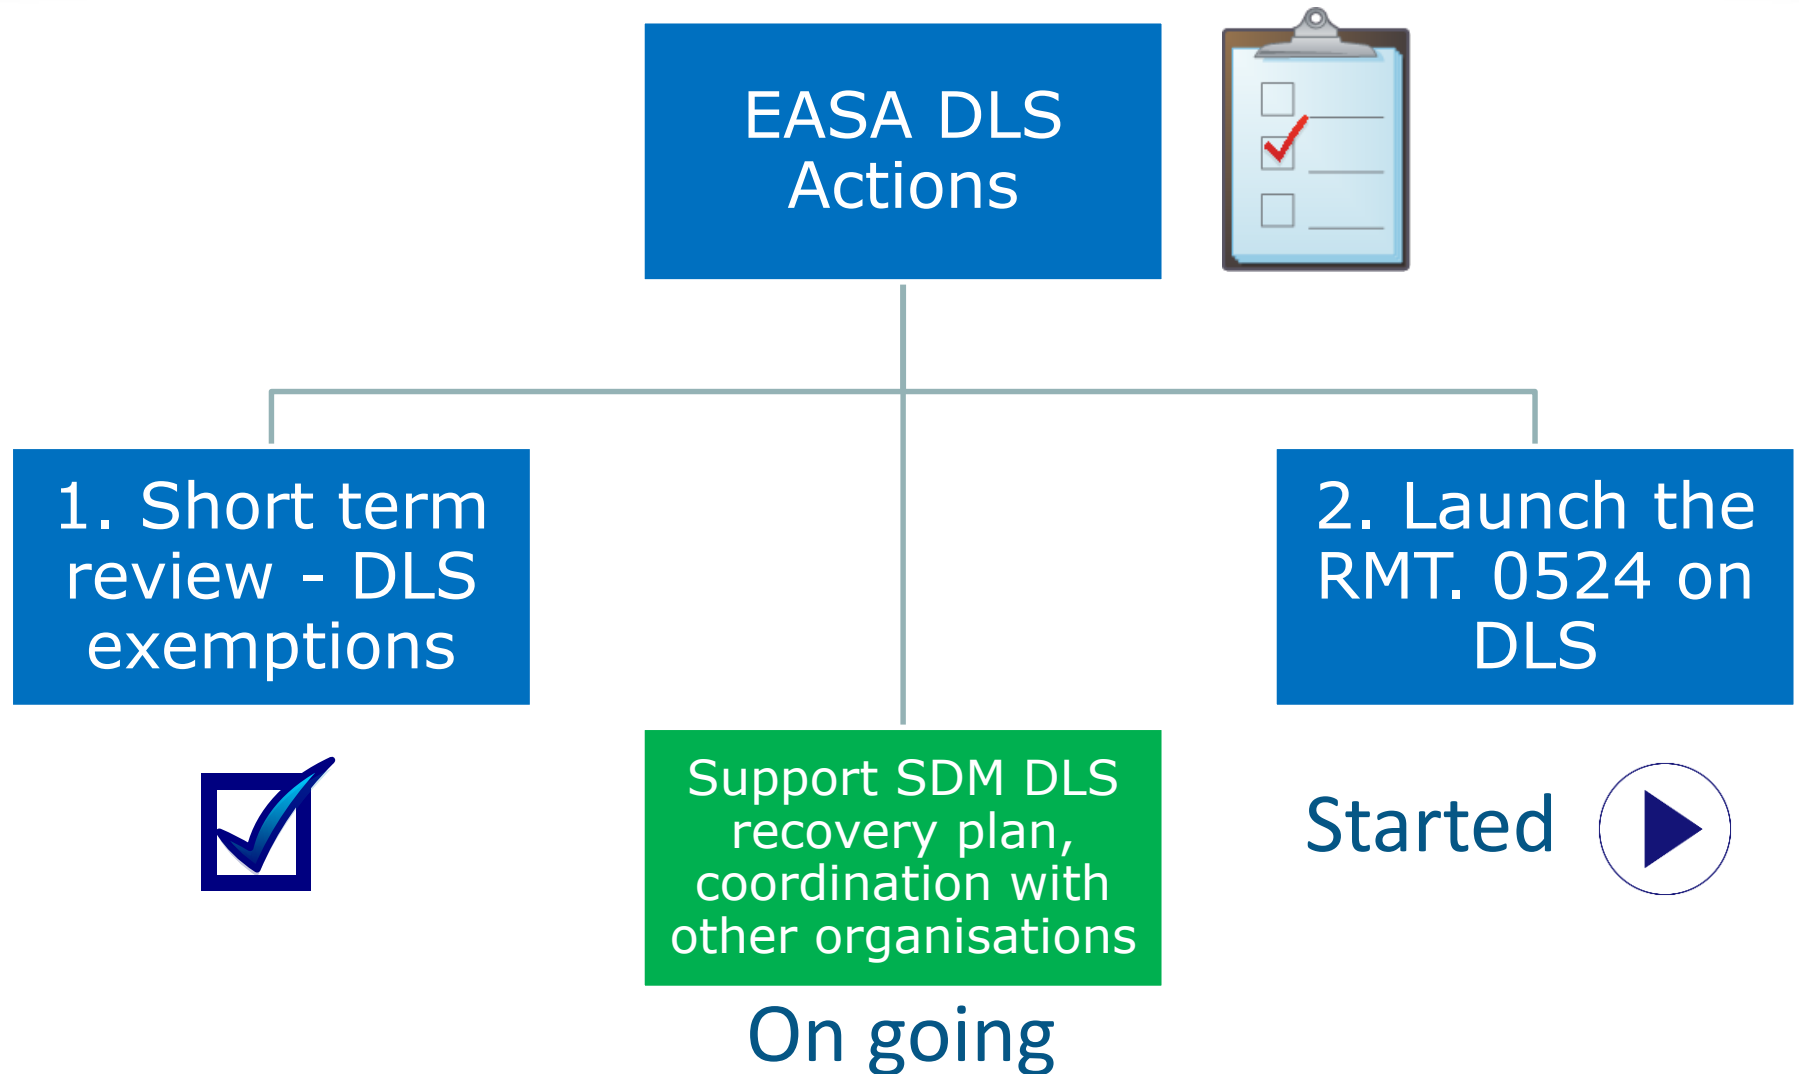 EASA DLS
Actions
1. Short term
review - DLS
exemptions
2. Launch the
RMT. 0524 on
DLS
Support SDM DLS
recovery plan,
coordination with
other organisations
Started
On going